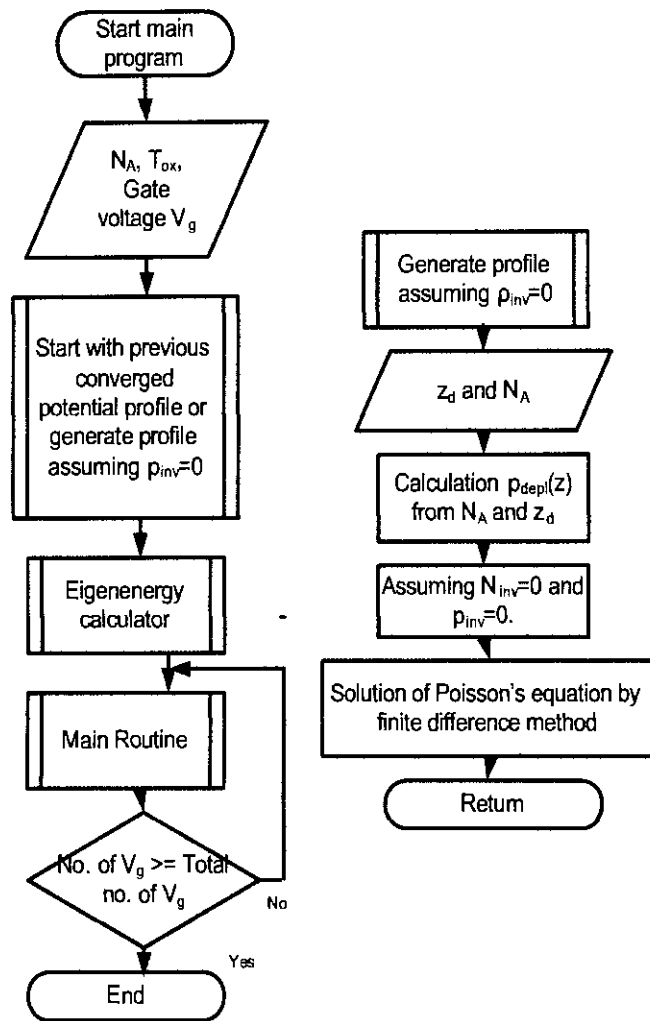 Start main
program
N_A, T_ox,
Gate
voltage V_g
Start with previous
converged
potential profile or
generate profile
assuming p_inv=0
Eigenenergy
calculator
Main Routine
No. of V_g >= Total
no. of V_g
No
Yes
End
Generate profile
assuming ρ_inv=0
z_d and N_A
Calculation p_depl(z)
from N_A and z_d
Assuming N_inv=0 and
p_inv=0.
Solution of Poisson's equation by
finite difference method
Return